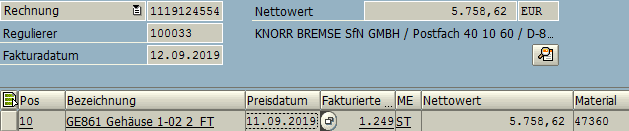 Rechnung 1119124554 Nettowert 5.758,62 EUR
Regulierer 100033 KNORR BREMSE SfN GMBH / Postfach 40 10 60 / D-8...
Fakturadatum 12.09.2019
Pos Bezeichnung Preisdatum Fakturierte ... ME Nettowert Material
10 GE861 Gehäuse 1-02 2 FT 11.09.2019 1.249 ST 5.758,62 47360